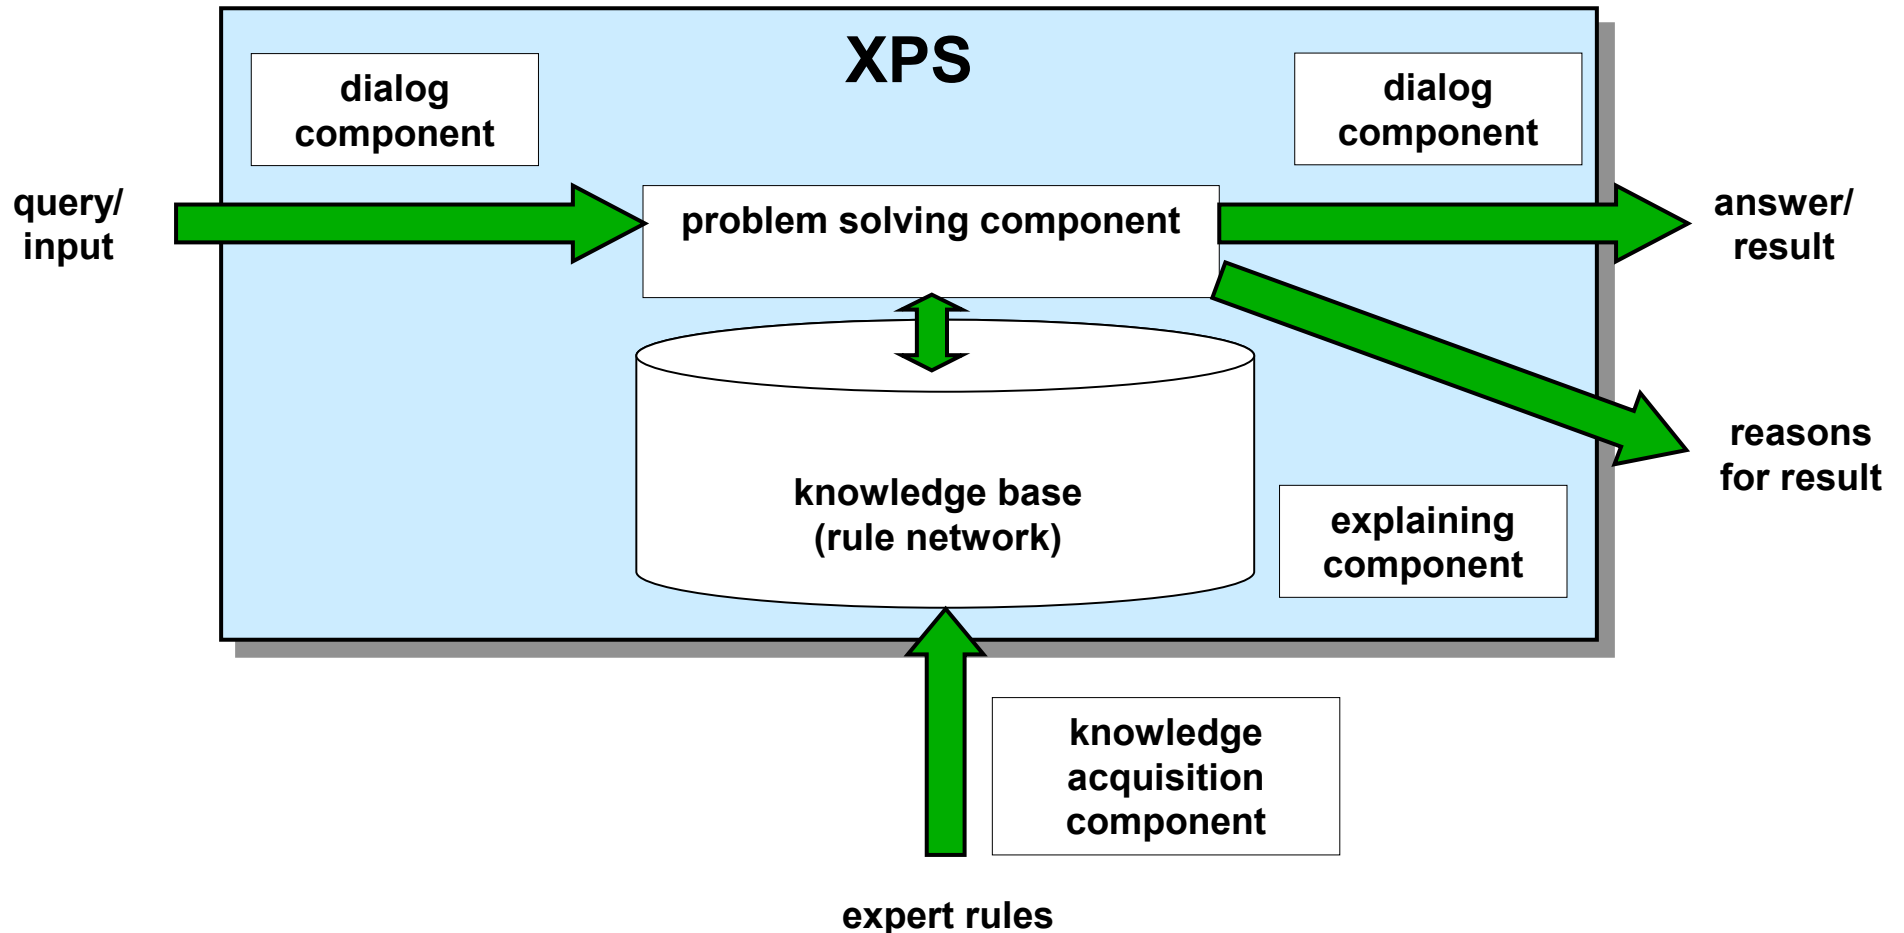 XPS
dialog
component
dialog
component
query/
input
problem solving component
answer/
result
reasons
for result
knowledge base
(rule network)
explaining
component
knowledge
acquisition
component
expert rules